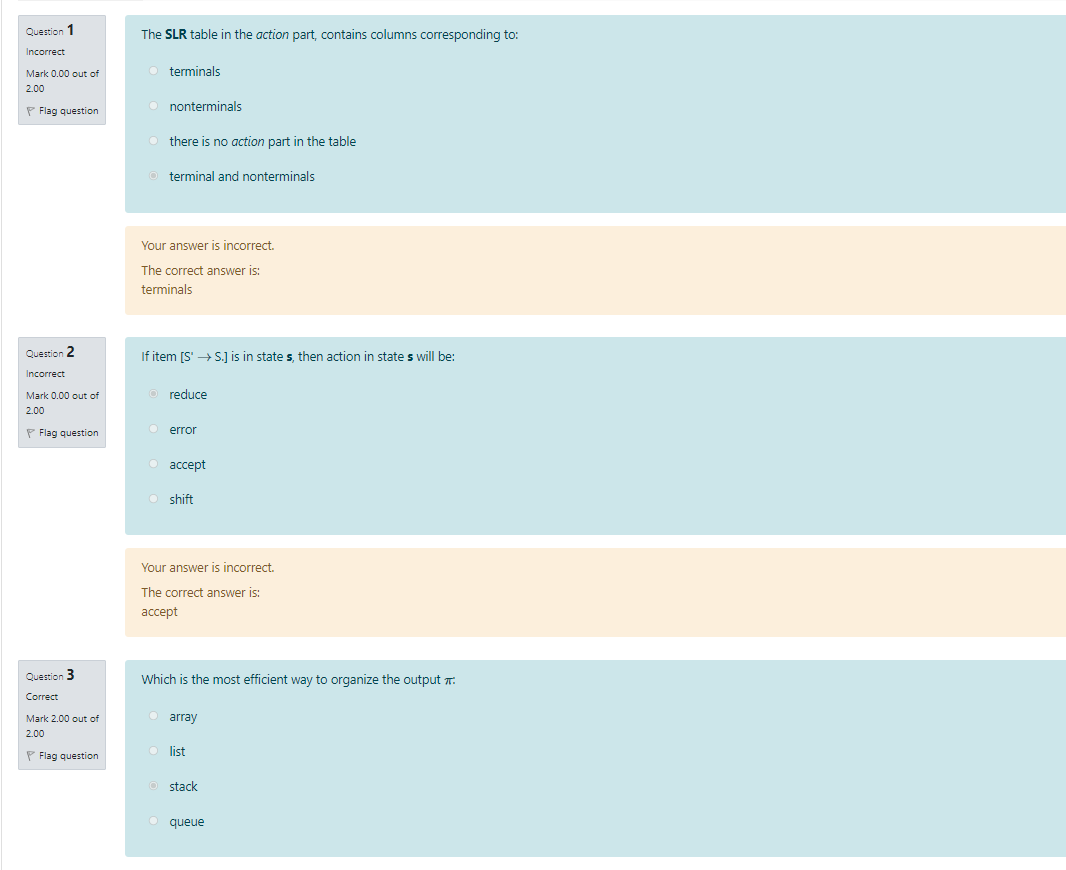 Question 1
Incorrect
Mark 0.00 out of
2.00
Flag question
The SLR table in the action part, contains columns corresponding to:
terminals
nonterminals
there is no action part in the table
terminal and nonterminals
Your answer is incorrect.
The correct answer is:
terminals
Question 2
Incorrect
Mark 0.00 out of
2.00
Flag question
If item [S' → S.] is in state s, then action in state s will be:
reduce
error
accept
shift
Your answer is incorrect.
The correct answer is:
accept
Question 3
Correct
Mark 2.00 out of
2.00
Flag question
Which is the most efficient way to organize the output π:
array
list
stack
queue